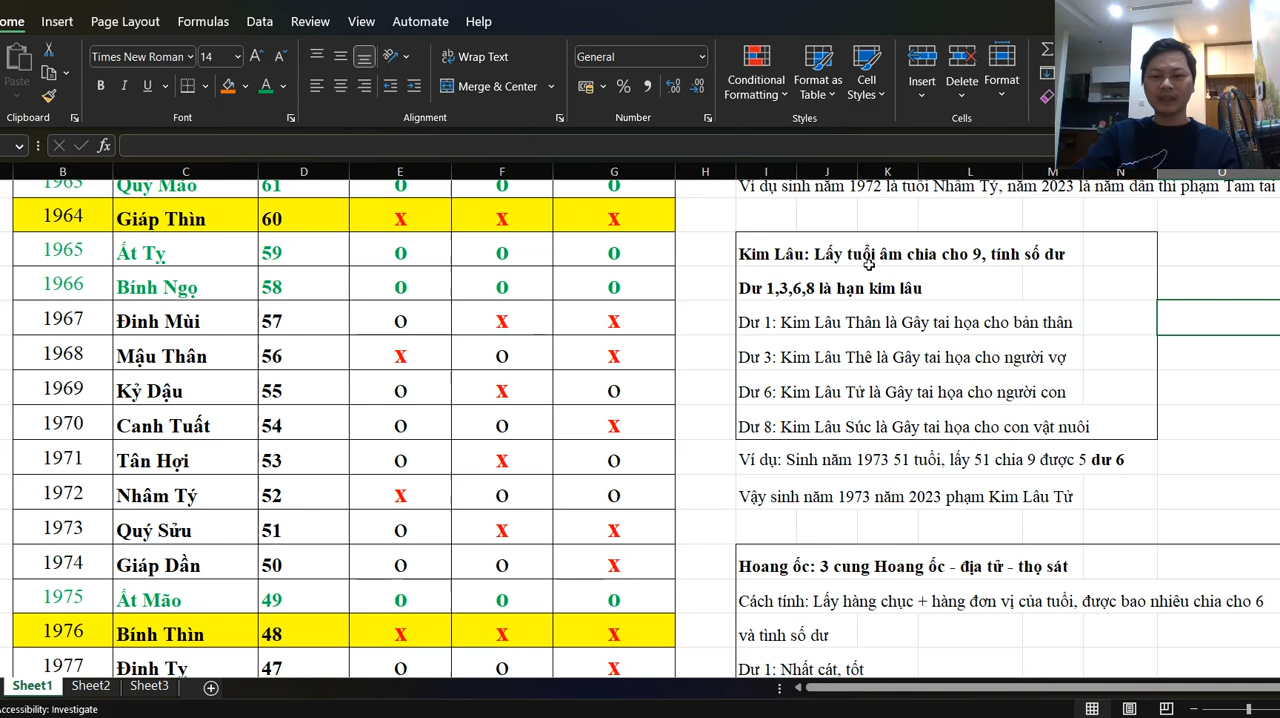 ome Insert Page Layout Formulas Data Review View Automate Help
Times New Roman 14 A A Wrap Text General
Paste B I U A Merge & Center % , Conditional Formatting Format as Table Cell Styles Insert Delete Format
Clipboard Font Alignment Number Styles Cells
fx
B C D E F G H I J K L M N O
1963 Quý Mão 61 O O O Ví dụ sinh năm 1972 là tuổi Nhâm Tý, năm 2023 là năm dần thì phạm Tam tai
1964 Giáp Thìn 60 X X X
1965 Ất Tỵ 59 O O O Kim Lâu: Lấy tuổi âm chia cho 9, tính số dư
1966 Bính Ngọ 58 O O O Dư 1,3,6,8 là hạn kim lâu
1967 Đinh Mùi 57 O X X Dư 1: Kim Lâu Thân là Gây tai họa cho bản thân
1968 Mậu Thân 56 X O X Dư 3: Kim Lâu Thê là Gây tai họa cho người vợ
1969 Kỷ Dậu 55 O X O Dư 6: Kim Lâu Tử là Gây tai họa cho người con
1970 Canh Tuất 54 O O X Dư 8: Kim Lâu Súc là Gây tai họa cho con vật nuôi
1971 Tân Hợi 53 O X O Ví dụ: Sinh năm 1973 51 tuổi, lấy 51 chia 9 được 5 dư 6
1972 Nhâm Tý 52 X O O Vậy sinh năm 1973 năm 2023 phạm Kim Lâu Tử
1973 Quý Sửu 51 O X X
1974 Giáp Dần 50 O O X Hoang ốc: 3 cung Hoang ốc - địa tử - thọ sát
1975 Ất Mão 49 O O O Cách tính: Lấy hàng chục + hàng đơn vị của tuổi, được bao nhiêu chia cho 6
1976 Bính Thìn 48 X X X và tình số dư
1977 Đinh Tỵ 47 O O X Dư 1: Nhất cát, tốt
Sheet1 Sheet2 Sheet3
Accessibility: Investigate